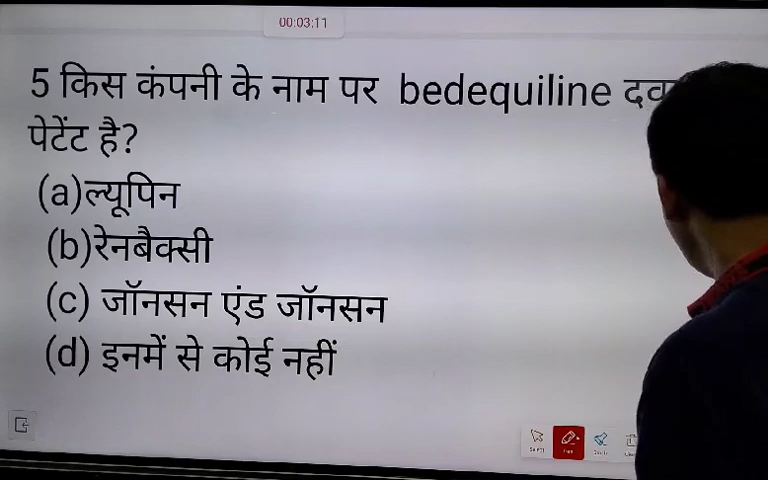 00:03:11
5 किस कंपनी के नाम पर bedequiline
पेटेंट है?
(a)ल्यूपिन
(b)रेनबैक्सी
(c) जॉनसन एंड जॉनसन
(d) इनमें से कोई नहीं